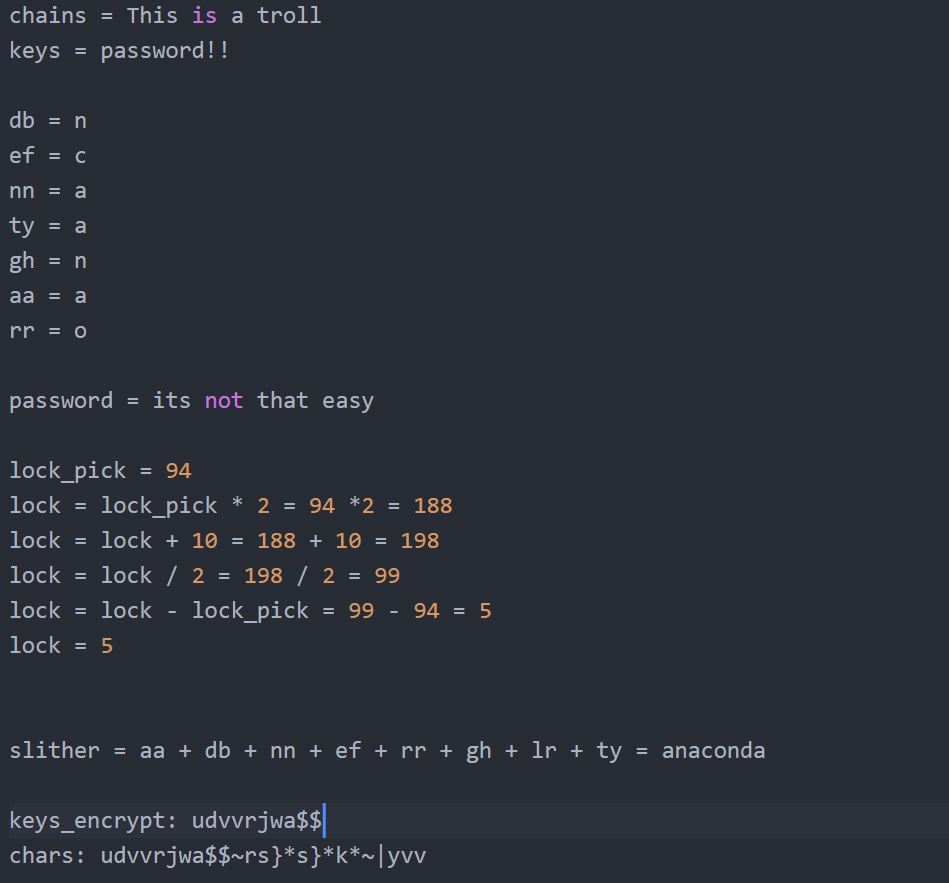 chains = This is a troll
keys = password!!
db = n
ef = c
nn = a
ty = a
gh = n
aa = a
rr = o
password = its not that easy
lock_pick = 94
lock = lock_pick * 2 = 94 *2 = 188
lock = lock + 10 = 188 + 10 = 198
lock = lock / 2 = 198 / 2 = 99
lock = lock - lock_pick = 99 - 94 = 5
lock = 5
slither = aa + db + nn + ef + rr + gh + lr + ty = anaconda
keys_encrypt: udvvrjwa$$
chars: udvvrjwa$$~rs}*s}*k*~|yvv